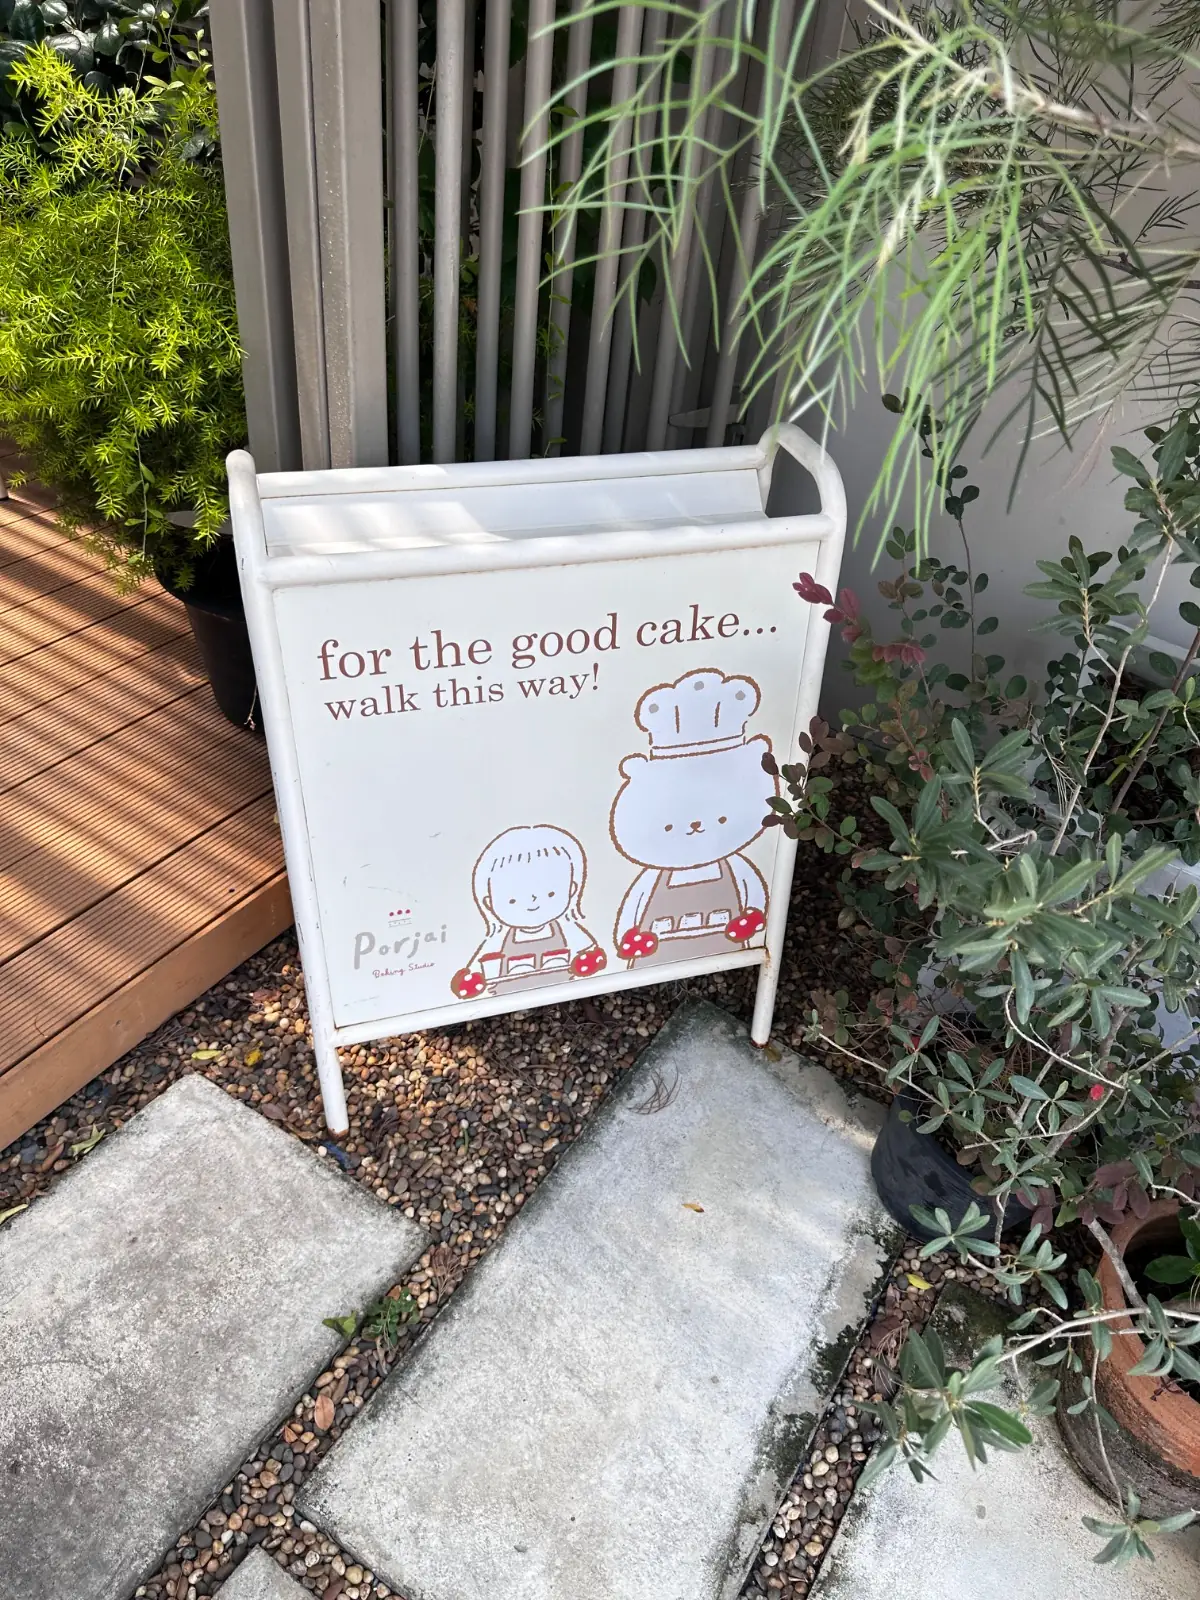 for the good cake...
walk this way!
Porjai
Baking Studio